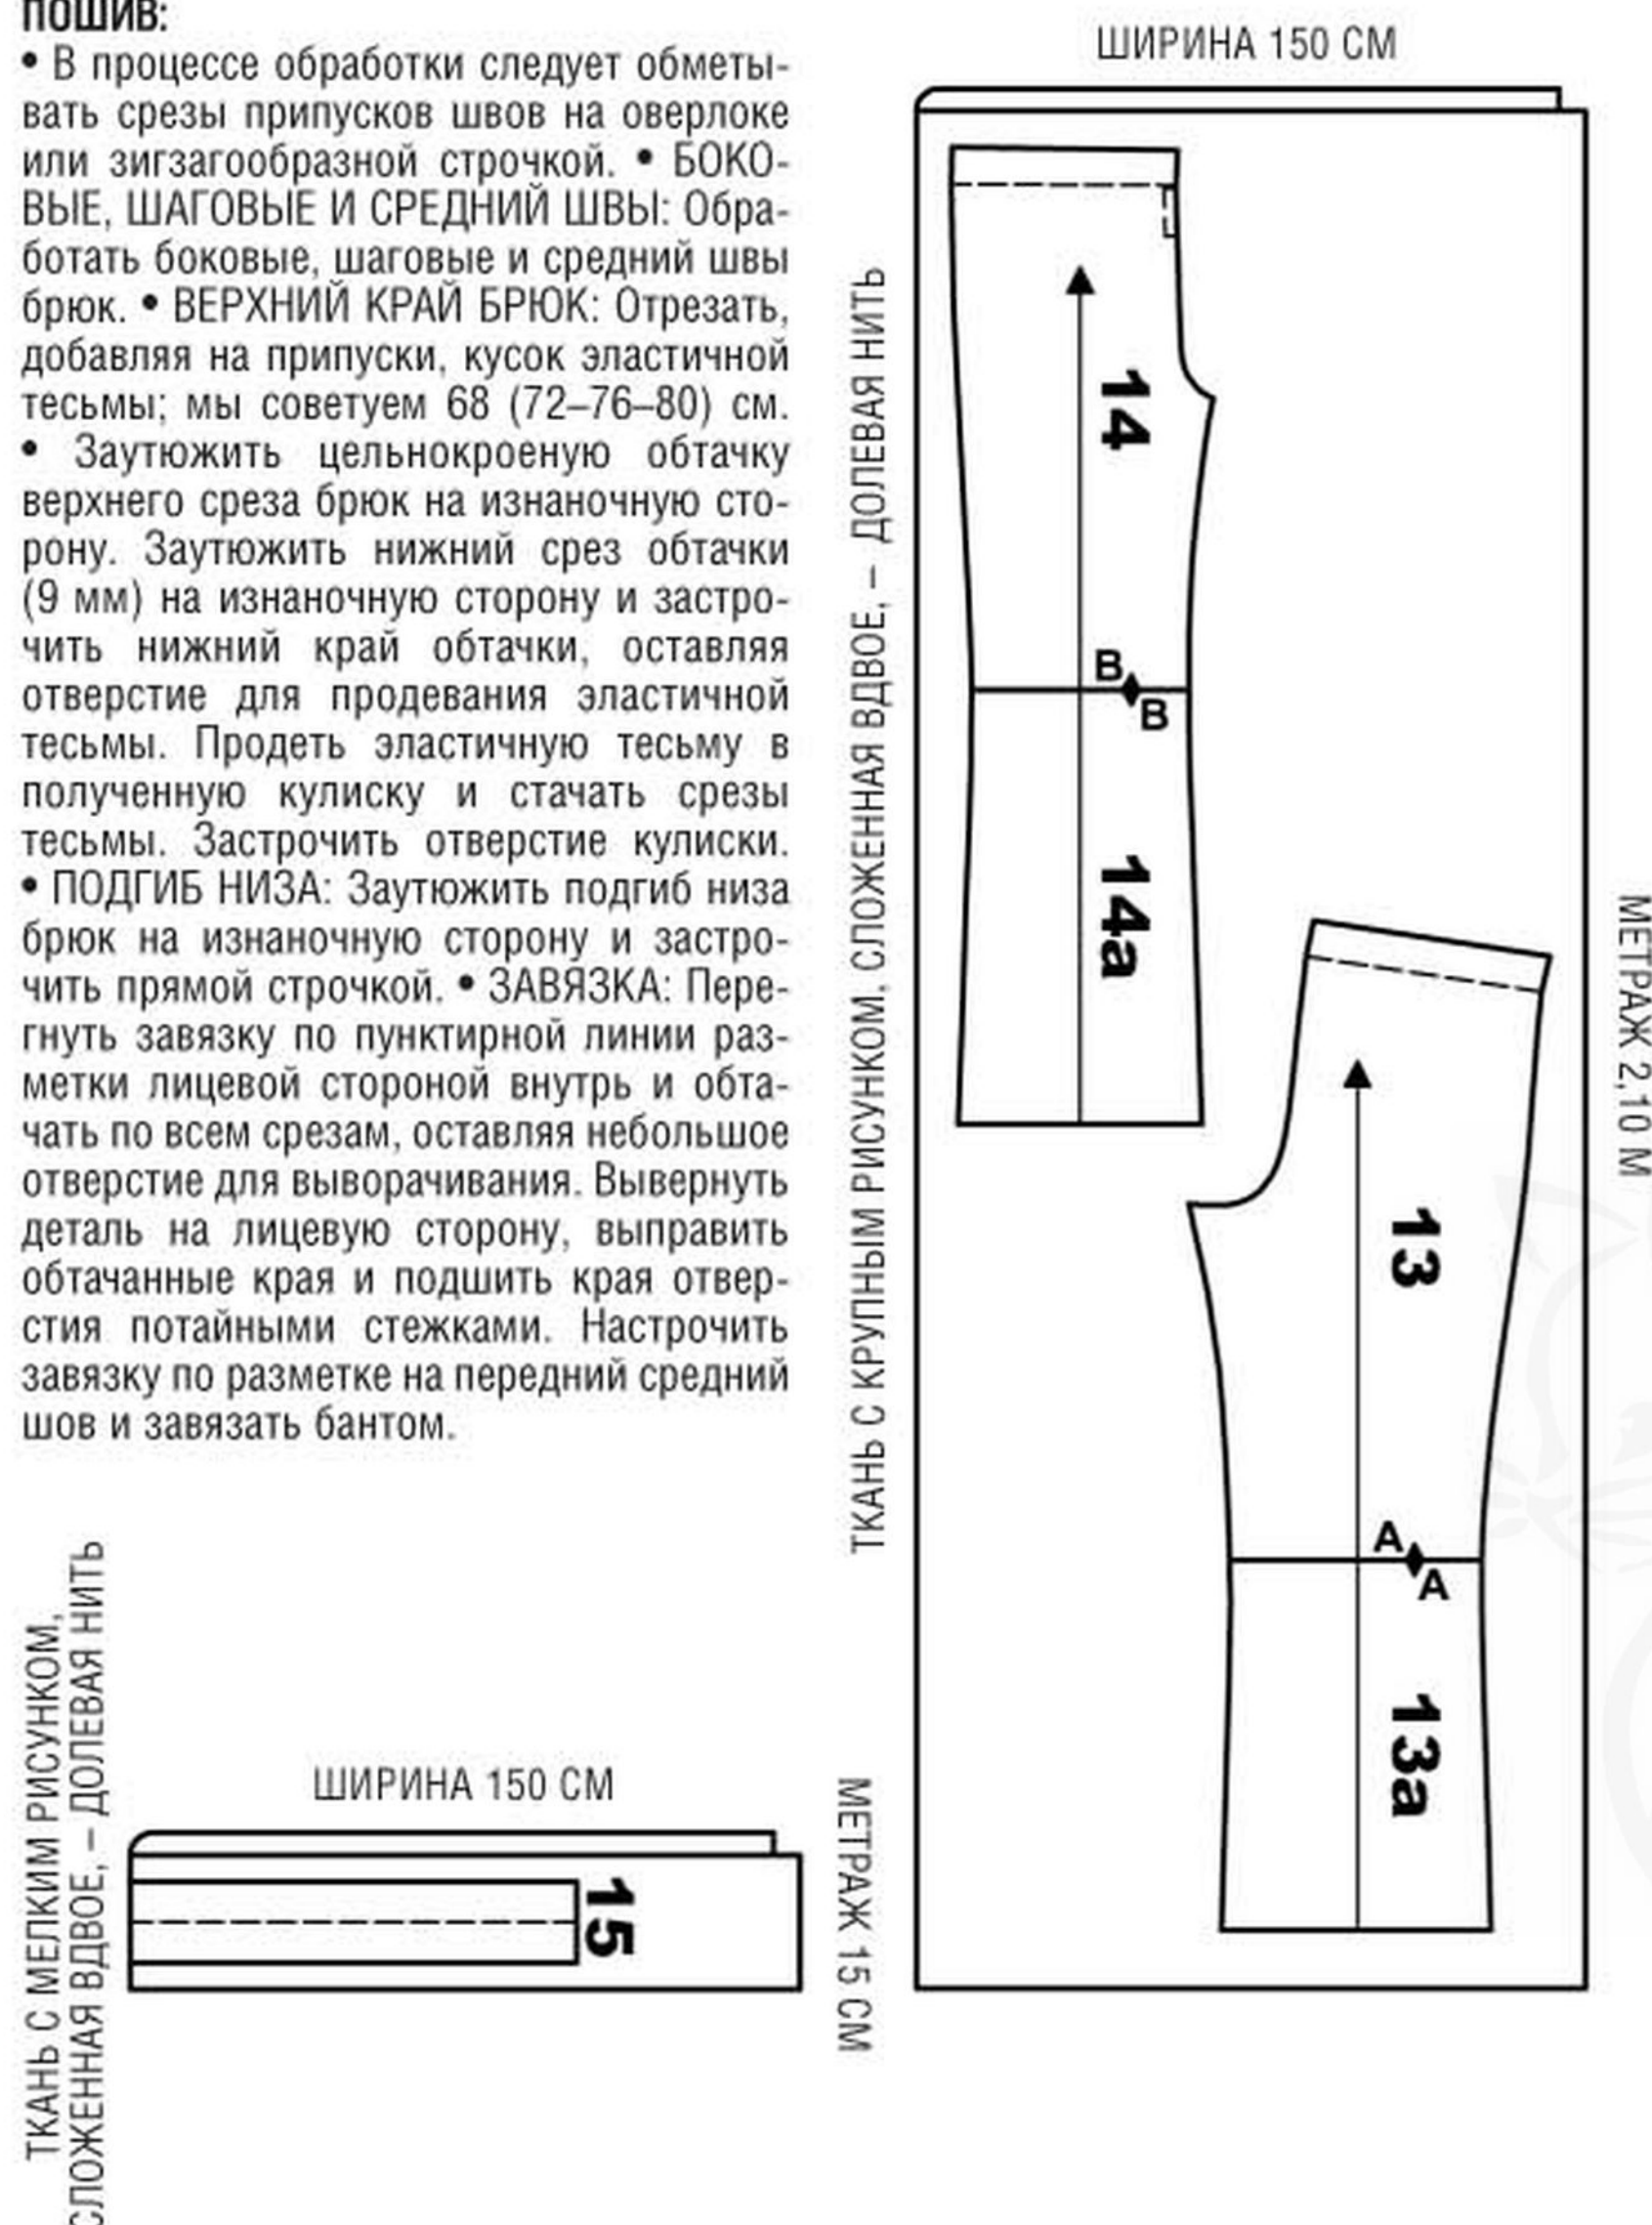 ПОШИВ:
• В процессе обработки следует обметы-
вать срезы припусков швов на оверлоке
или зигзагообразной строчкой. • БОКО-
ВЫЕ, ШАГОВЫЕ И СРЕДНИЙ ШВЫ: Обра-
ботать боковые, шаговые и средний швы
брюк. • ВЕРХНИЙ КРАЙ БРЮК: Отрезать,
добавляя на припуски, кусок эластичной
тесьмы; мы советуем 68 (72–76–80) см.
• Заутюжить цельнокроеную обтачку
верхнего среза брюк на изнаночную сто-
рону. Заутюжить нижний срез обтачки
(9 мм) на изнаночную сторону и застро-
чить нижний край обтачки, оставляя
отверстие для продевания эластичной
тесьмы. Продеть эластичную тесьму в
полученную кулиску и стачать срезы
тесьмы. Застрочить отверстие кулиски.
• ПОДГИБ НИЗА: Заутюжить подгиб низа
брюк на изнаночную сторону и застро-
чить прямой строчкой. • ЗАВЯЗКА: Пере-
гнуть завязку по пунктирной линии раз-
метки лицевой стороной внутрь и обта-
чать по всем срезам, оставляя небольшое
отверстие для выворачивания. Вывернуть
деталь на лицевую сторону, выправить
обтачанные края и подшить края отвер-
стия потайными стежками. Настрочить
завязку по разметке на передний средний
шов и завязать бантом.
ТКАНЬ С МЕЛКИМ РИСУНКОМ,
СЛОЖЕННАЯ ВДВОЕ, – ДОЛЕВАЯ НИТЬ
ШИРИНА 150 СМ
15
МЕТРАЖ 15 СМ
ШИРИНА 150 СМ
ТКАНЬ С КРУПНЫМ РИСУНКОМ, СЛОЖЕННАЯ ВДВОЕ, – ДОЛЕВАЯ НИТЬ
14
B
B
14a
13
A
A
13a
МЕТРАЖ 2,10 М